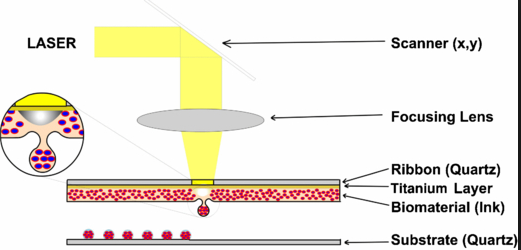 LASER
Scanner (x,y)
Focusing Lens
Ribbon (Quartz)
Titanium Layer
Biomaterial (Ink)
Substrate (Quartz)